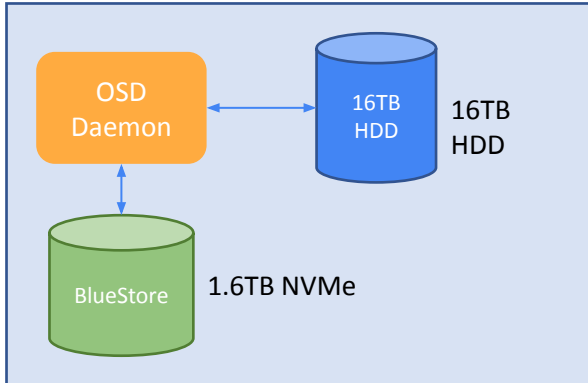 OSD
Daemon
16TB
HDD
16TB
HDD
BlueStore
1.6TB NVMe